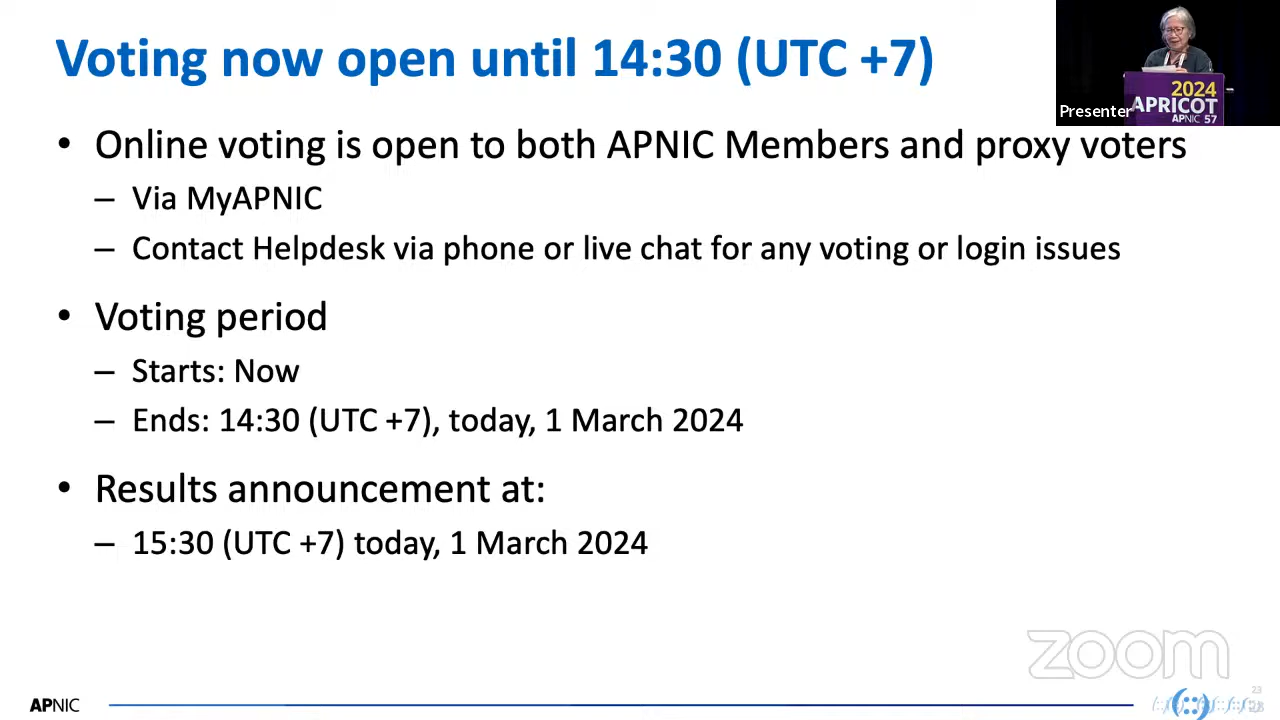 Voting now open until 14:30 (UTC +7)
2024
APRICOT
APNIC 57
Presenter
• Online voting is open to both APNIC Members and proxy voters
– Via MyAPNIC
– Contact Helpdesk via phone or live chat for any voting or login issues
• Voting period
– Starts: Now
– Ends: 14:30 (UTC +7), today, 1 March 2024
• Results announcement at:
– 15:30 (UTC +7) today, 1 March 2024
zoom
23
APNIC